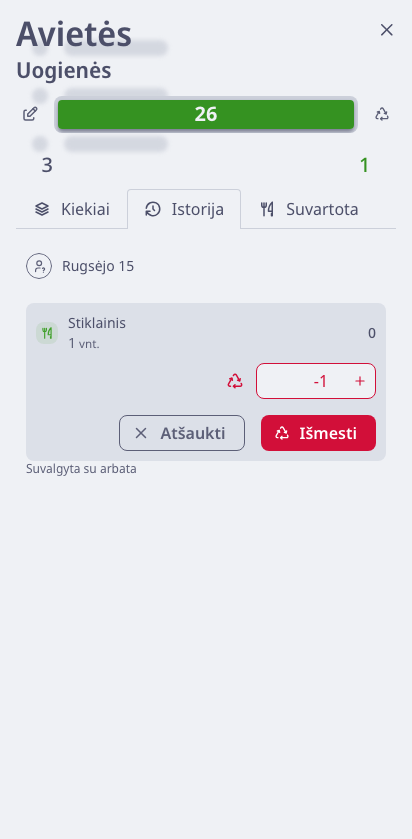 Avietės
Uogienės
26
3
1
Kiekiai
Istorija
Suvartota
Rugsėjo 15
Stiklainis
1 vnt.
0
-1 +
Atšaukti
Išmesti
Suvalgyta su arbata